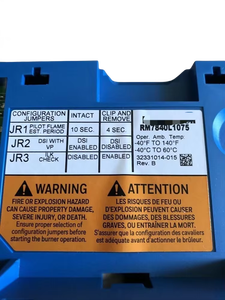 CONFIGURATION JUMPERS INTACT CLIP AND REMOVE
JR1 PILOT FLAME EST. PERIOD 10 SEC. 4 SEC.
JR2 DSI WITH VP DSI ENABLED DSI DISABLED
JR3 ILK CHECK DISABLED ENABLED
RM7840L1075
Oper. Amb. Temp
-40°F TO 140°F
-40°C TO 60°C
32331014-015
Rev. B
WARNING
FIRE OR EXPLOSION HAZARD
CAN CAUSE PROPERTY DAMAGE,
SEVERE INJURY, OR DEATH.
Ensure proper selection of
configuration jumpers before
starting the burner operation.
ATTENTION
RISQUES D'INCENDIE OU
D'EXPLOSION PEUVENT CAUSER
DES DOMMAGES, DES BLESSURES
GRAVES OU ENTRAINER LA MORT.
S'assurer que la configuration des cavaliers
est adéquate avant d'actionner le brûleur.